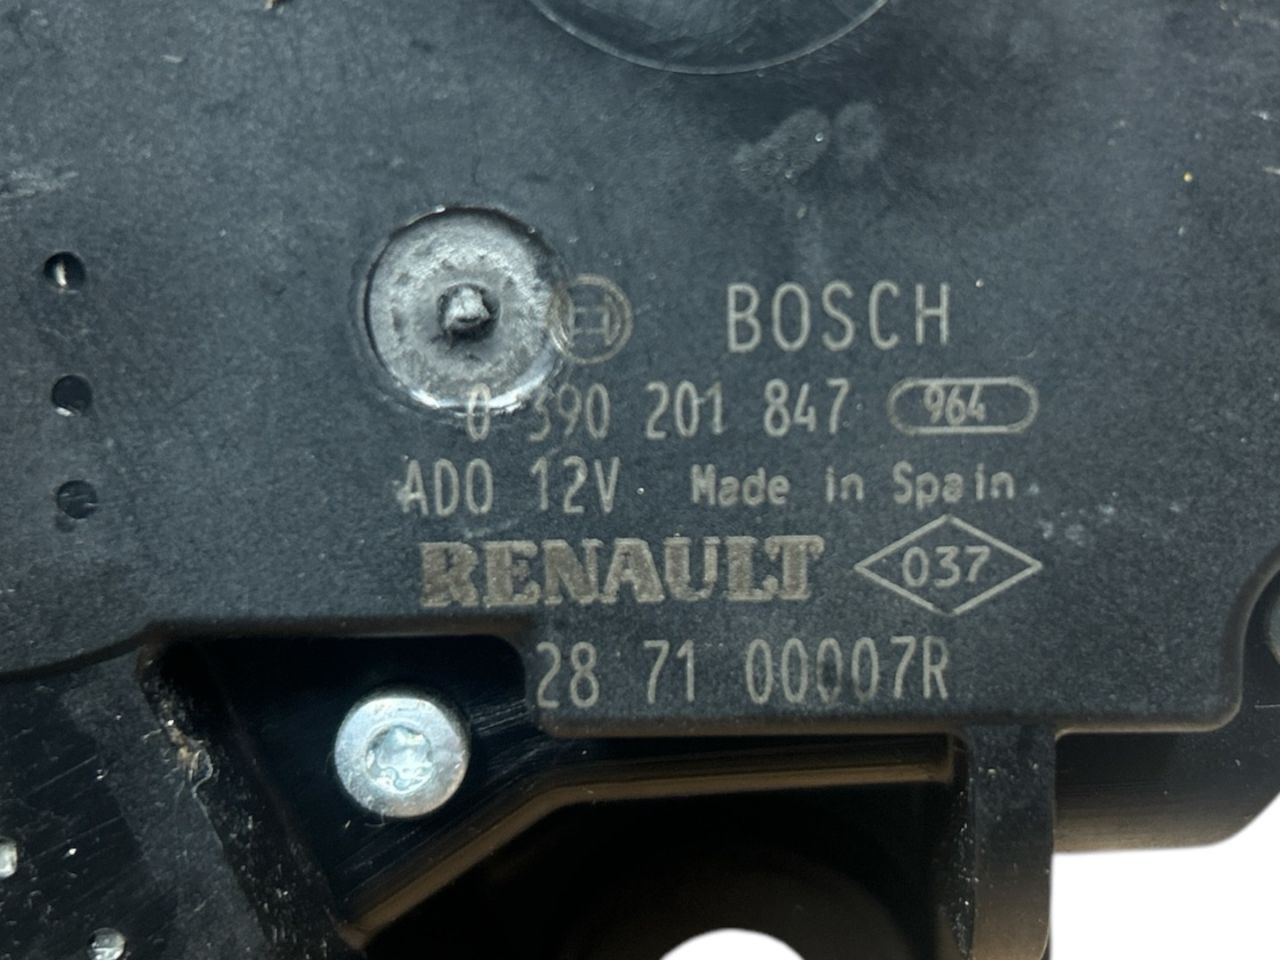 BOSCH
0 390 201 847 964
ADO 12V Made in Spain
RENAULT 037
28 71 00007R